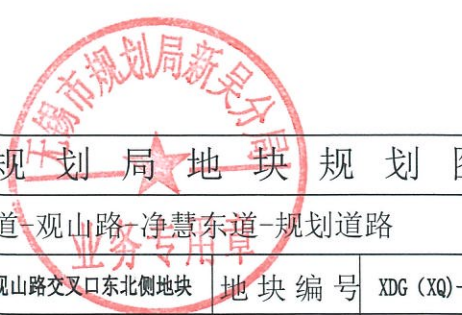 无锡市规划局新吴分局
规划局地块规划图
道-观山路-净慧东道-规划道路
业务专用章
观山路交叉口东北侧地块 地块编号 XDG（XQ）-